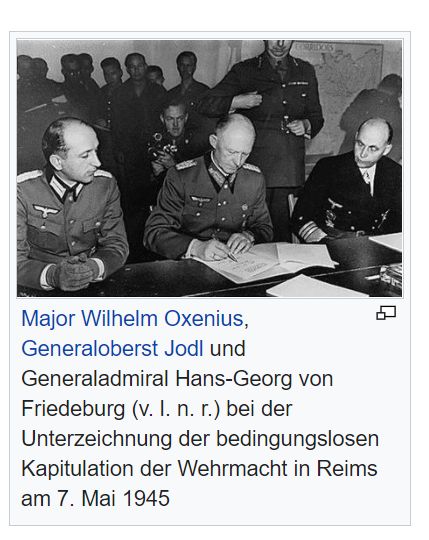 CORRIDORS
Major Wilhelm Oxenius,
Generaloberst Jodl und
Generaladmiral Hans-Georg von
Friedeburg (v. l. n. r.) bei der
Unterzeichnung der bedingungslosen
Kapitulation der Wehrmacht in Reims
am 7. Mai 1945